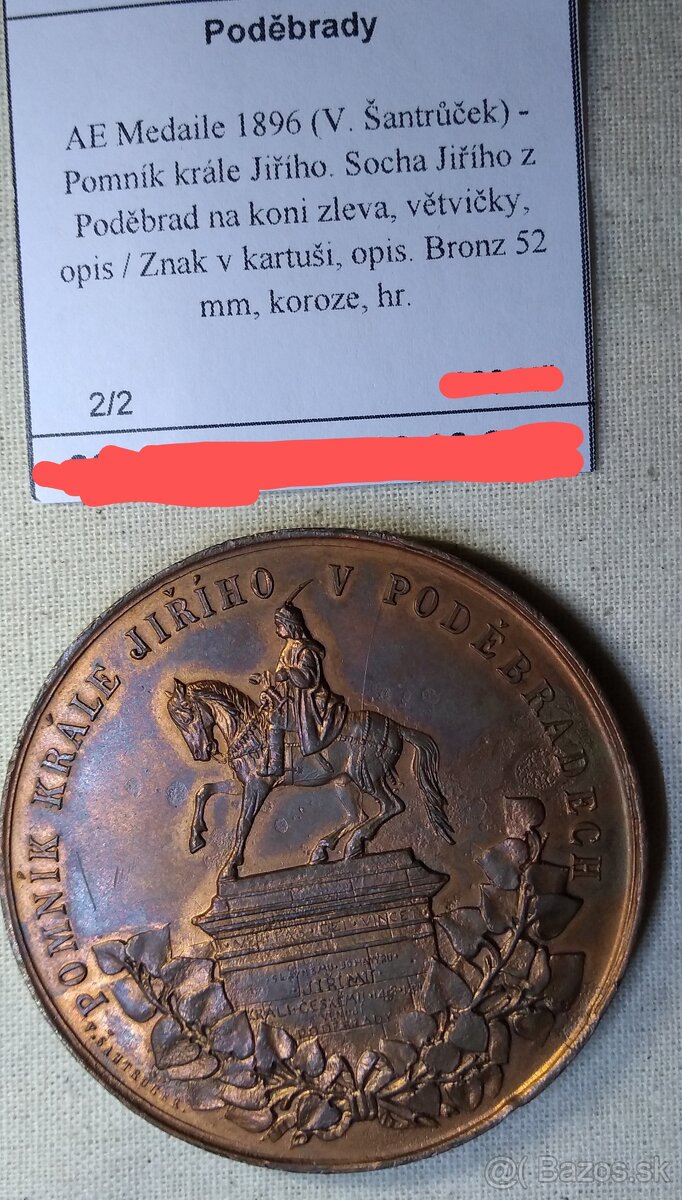 Poděbrady
AE Medaile 1896 (V. Šantrůček) -
Pomník krále Jiřího. Socha Jiřího z
Poděbrad na koni zleva, větvičky,
opis / Znak v kartuši, opis. Bronz 52
mm, koroze, hr.
2/2
POMNÍK KRÁLE JIŘÍHO V PODĚBRADECH
JIŘÍMU
V. ŠANTRŮČEK.
@( Bazos.sk